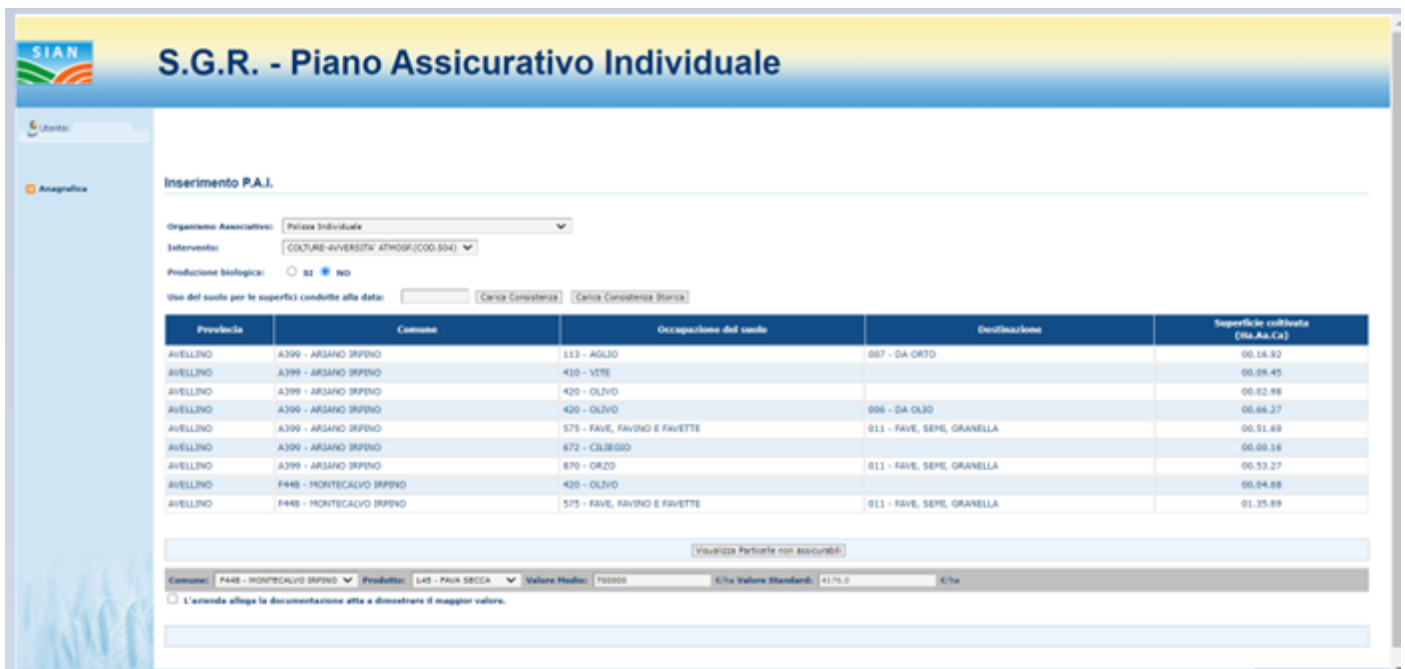 SIAN
S.G.R. - Piano Assicurativo Individuale
Utente:
Anagrafica
Inserimento P.A.I.
Organismo Associativo: Polizza Individuale
Intervento: COLTURE-AVVERSITA' ATMOSF.(COD.S04)
Produzione biologica: SI NO
Uso del suolo per le superfici condotte alla data: Carica Consistenza Carica Consistenza Storica
Provincia Comune Occupazione del suolo Destinazione Superficie coltivata (Ha.Aa.Ca)
AVELLINO A399 - ARIANO IRPINO 113 - AGLIO 007 - DA ORTO 00.16.92
AVELLINO A399 - ARIANO IRPINO 410 - VITE 00.09.45
AVELLINO A399 - ARIANO IRPINO 420 - OLIVO 00.02.98
AVELLINO A399 - ARIANO IRPINO 420 - OLIVO 006 - DA OLIO 00.66.27
AVELLINO A399 - ARIANO IRPINO 575 - FAVE, FAVINO E FAVETTE 011 - FAVE, SEMI, GRANELLA 00.51.69
AVELLINO A399 - ARIANO IRPINO 672 - CILIEGIO 00.00.16
AVELLINO A399 - ARIANO IRPINO 870 - ORZO 011 - FAVE, SEMI, GRANELLA 00.53.27
AVELLINO F448 - MONTECALVO IRPINO 420 - OLIVO 00.04.88
AVELLINO F448 - MONTECALVO IRPINO 575 - FAVE, FAVINO E FAVETTE 011 - FAVE, SEMI, GRANELLA 01.35.89
Visualizza Particelle non assicurabili
Comune: F448 - MONTECALVO IRPINO Prodotto: L45 - FAVA SECCA Valore Medio: 700000 €/ha Valore Standard: 4176.0 €/ha
L'azienda allega la documentazione atta a dimostrare il maggior valore.